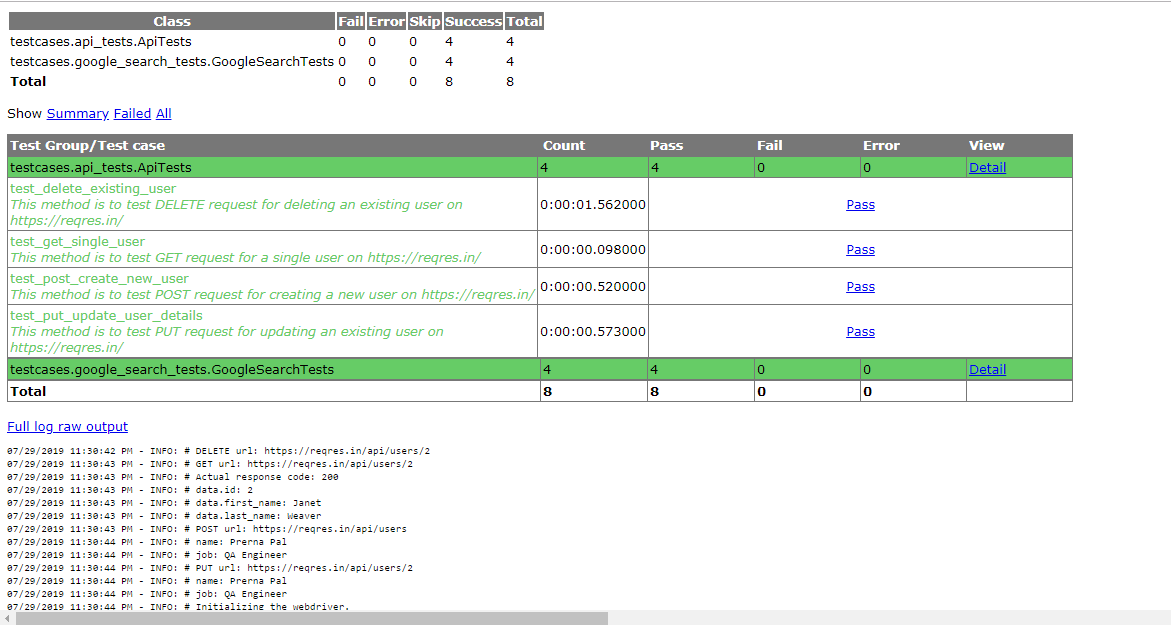 Class Fail Error Skip Success Total
testcases.api_tests.ApiTests 0 0 0 4 4
testcases.google_search_tests.GoogleSearchTests 0 0 0 4 4
Total 0 0 0 8 8
Show Summary Failed All
Test Group/Test case Count Pass Fail Error View
testcases.api_tests.ApiTests 4 4 0 0 Detail
test_delete_existing_user
This method is to test DELETE request for deleting an existing user on
https://reqres.in/
0:00:01.562000 Pass
test_get_single_user
This method is to test GET request for a single user on https://reqres.in/
0:00:00.098000 Pass
test_post_create_new_user
This method is to test POST request for creating a new user on https://reqres.in/
0:00:00.520000 Pass
test_put_update_user_details
This method is to test PUT request for updating an existing user on
https://reqres.in/
0:00:00.573000 Pass
testcases.google_search_tests.GoogleSearchTests 4 4 0 0 Detail
Total 8 8 0 0
Full log raw output
07/29/2019 11:30:42 PM - INFO: # DELETE url: https://reqres.in/api/users/2
07/29/2019 11:30:43 PM - INFO: # GET url: https://reqres.in/api/users/2
07/29/2019 11:30:43 PM - INFO: # Actual response code: 200
07/29/2019 11:30:43 PM - INFO: # data.id: 2
07/29/2019 11:30:43 PM - INFO: # data.first_name: Janet
07/29/2019 11:30:43 PM - INFO: # data.last_name: Weaver
07/29/2019 11:30:43 PM - INFO: # POST url: https://reqres.in/api/users
07/29/2019 11:30:44 PM - INFO: # name: Prerna Pal
07/29/2019 11:30:44 PM - INFO: # job: QA Engineer
07/29/2019 11:30:44 PM - INFO: # PUT url: https://reqres.in/api/users/2
07/29/2019 11:30:44 PM - INFO: # name: Prerna Pal
07/29/2019 11:30:44 PM - INFO: # job: QA Engineer
07/29/2019 11:30:44 PM - INFO: # Initializing the webdriver.